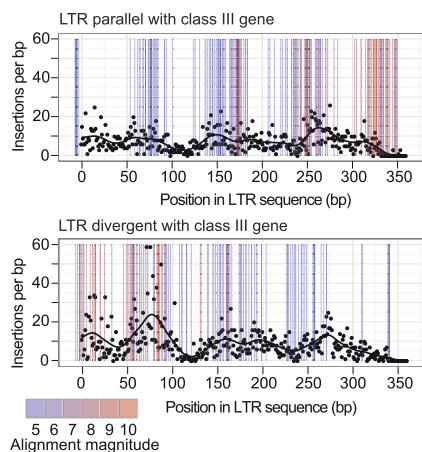 LTR parallel with class III gene
60
40
20
0
Insertions per bp
0 50 100 150 200 250 300 350
Position in LTR sequence (bp)
LTR divergent with class III gene
60
40
20
0
Insertions per bp
0 50 100 150 200 250 300 350
Position in LTR sequence (bp)
5 6 7 8 9 10
Alignment magnitude